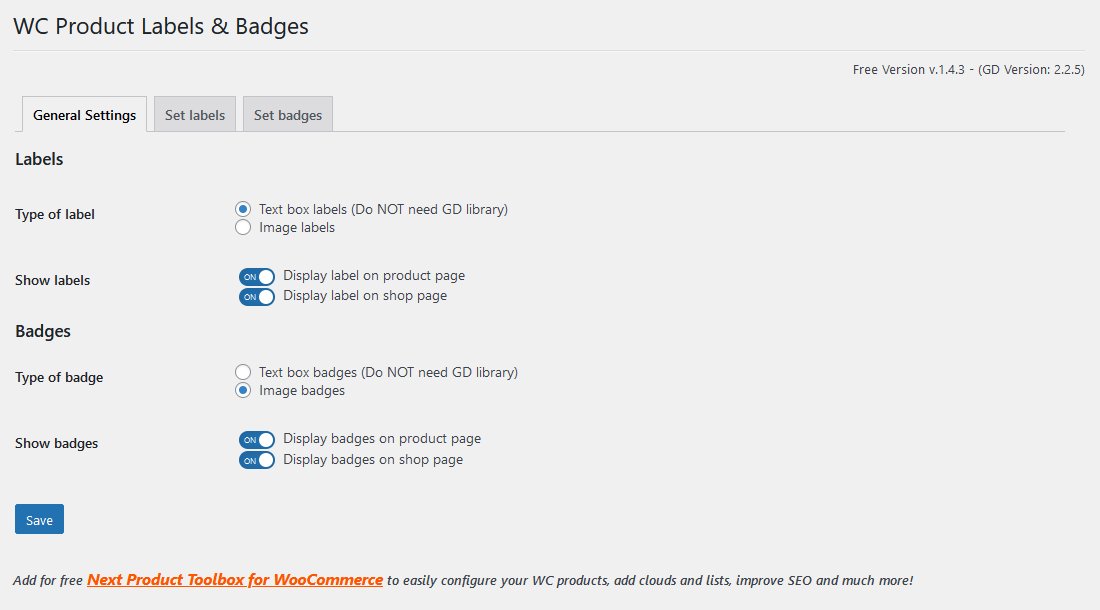 WC Product Labels & Badges
Free Version v.1.4.3 - (GD Version: 2.2.5)
General Settings Set labels Set badges
Labels
Type of label
Text box labels (Do NOT need GD library)
Image labels
Show labels
ON Display label on product page
ON Display label on shop page
Badges
Type of badge
Text box badges (Do NOT need GD library)
Image badges
Show badges
ON Display badges on product page
ON Display badges on shop page
Save
Add for free Next Product Toolbox for WooCommerce to easily configure your WC products, add clouds and lists, improve SEO and much more!